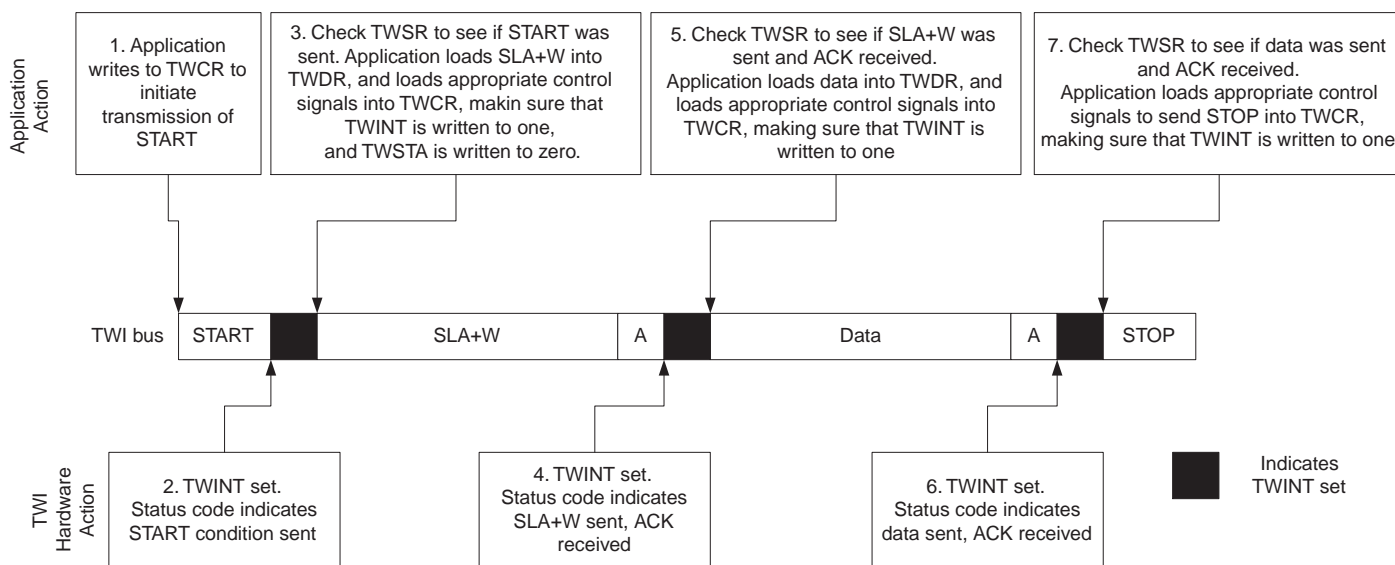 Application
Action
1. Application
writes to TWCR to
initiate
transmission of
START
3. Check TWSR to see if START was
sent. Application loads SLA+W into
TWDR, and loads appropriate control
signals into TWCR, makin sure that
TWINT is written to one,
and TWSTA is written to zero.
5. Check TWSR to see if SLA+W was
sent and ACK received.
Application loads data into TWDR, and
loads appropriate control signals into
TWCR, making sure that TWINT is
written to one
7. Check TWSR to see if data was sent
and ACK received.
Application loads appropriate control
signals to send STOP into TWCR,
making sure that TWINT is written to one
TWI bus
START
SLA+W
A
Data
A
STOP
TWI
Hardware
Action
2. TWINT set.
Status code indicates
START condition sent
4. TWINT set.
Status code indicates
SLA+W sent, ACK
received
6. TWINT set.
Status code indicates
data sent, ACK received
Indicates
TWINT set